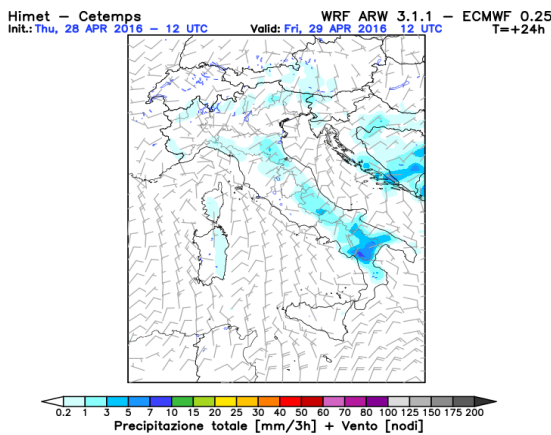 Himet – Cetemps WRF ARW 3.1.1 – ECMWF 0.25
Init.: Thu, 28 APR 2016 – 12 UTC Valid: Fri, 29 APR 2016 12 UTC T=+24h
0.2 1 3 5 7 10 15 20 25 30 40 50 60 70 80 90 100 125 150 175 200
Precipitazione totale [mm/3h] + Vento [nodi]